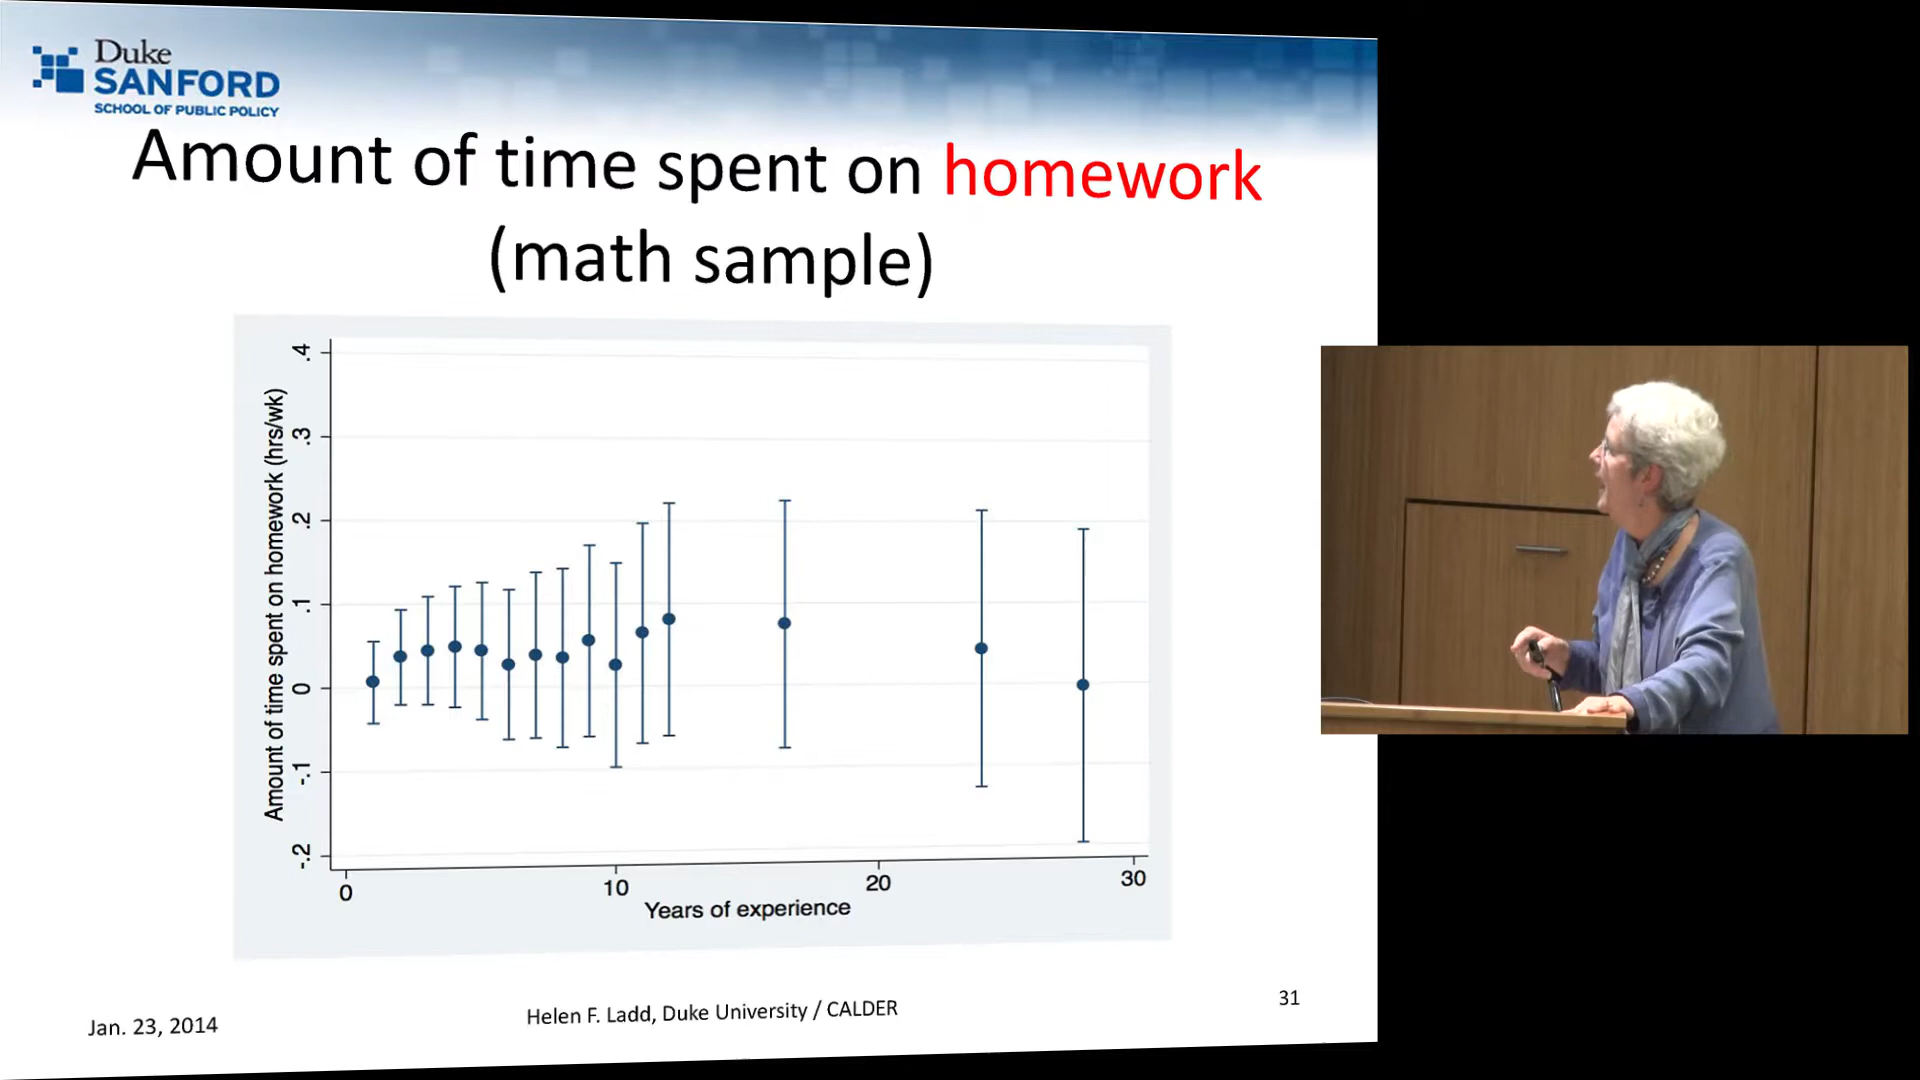 Duke
SANFORD
SCHOOL OF PUBLIC POLICY
Amount of time spent on homework
(math sample)
Amount of time spent on homework (hrs/wk)
.4
.3
.2
.1
0
-.1
-.2
0 10 20 30
Years of experience
Jan. 23, 2014
Helen F. Ladd, Duke University / CALDER
31